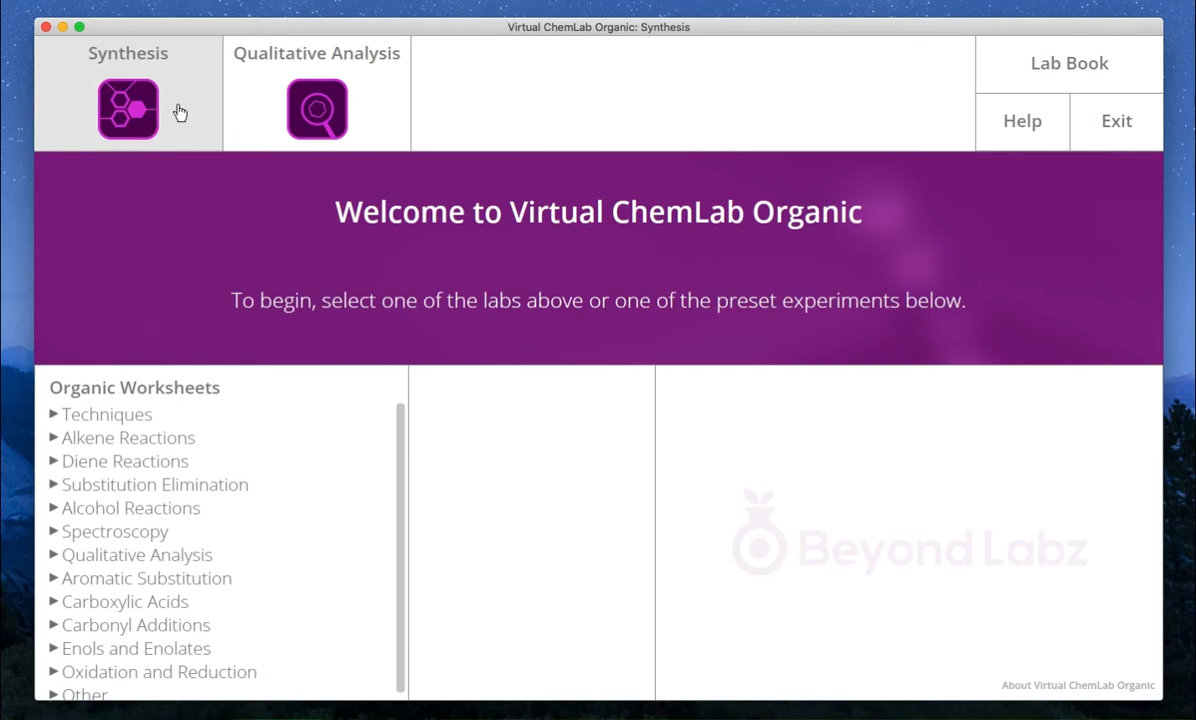 Virtual ChemLab Organic: Synthesis
Synthesis
Qualitative Analysis
Lab Book
Help
Exit
Welcome to Virtual ChemLab Organic
To begin, select one of the labs above or one of the preset experiments below.
Organic Worksheets
Techniques
Alkene Reactions
Diene Reactions
Substitution Elimination
Alcohol Reactions
Spectroscopy
Qualitative Analysis
Aromatic Substitution
Carboxylic Acids
Carbonyl Additions
Enols and Enolates
Oxidation and Reduction
Other
Beyond Labz
About Virtual ChemLab Organic